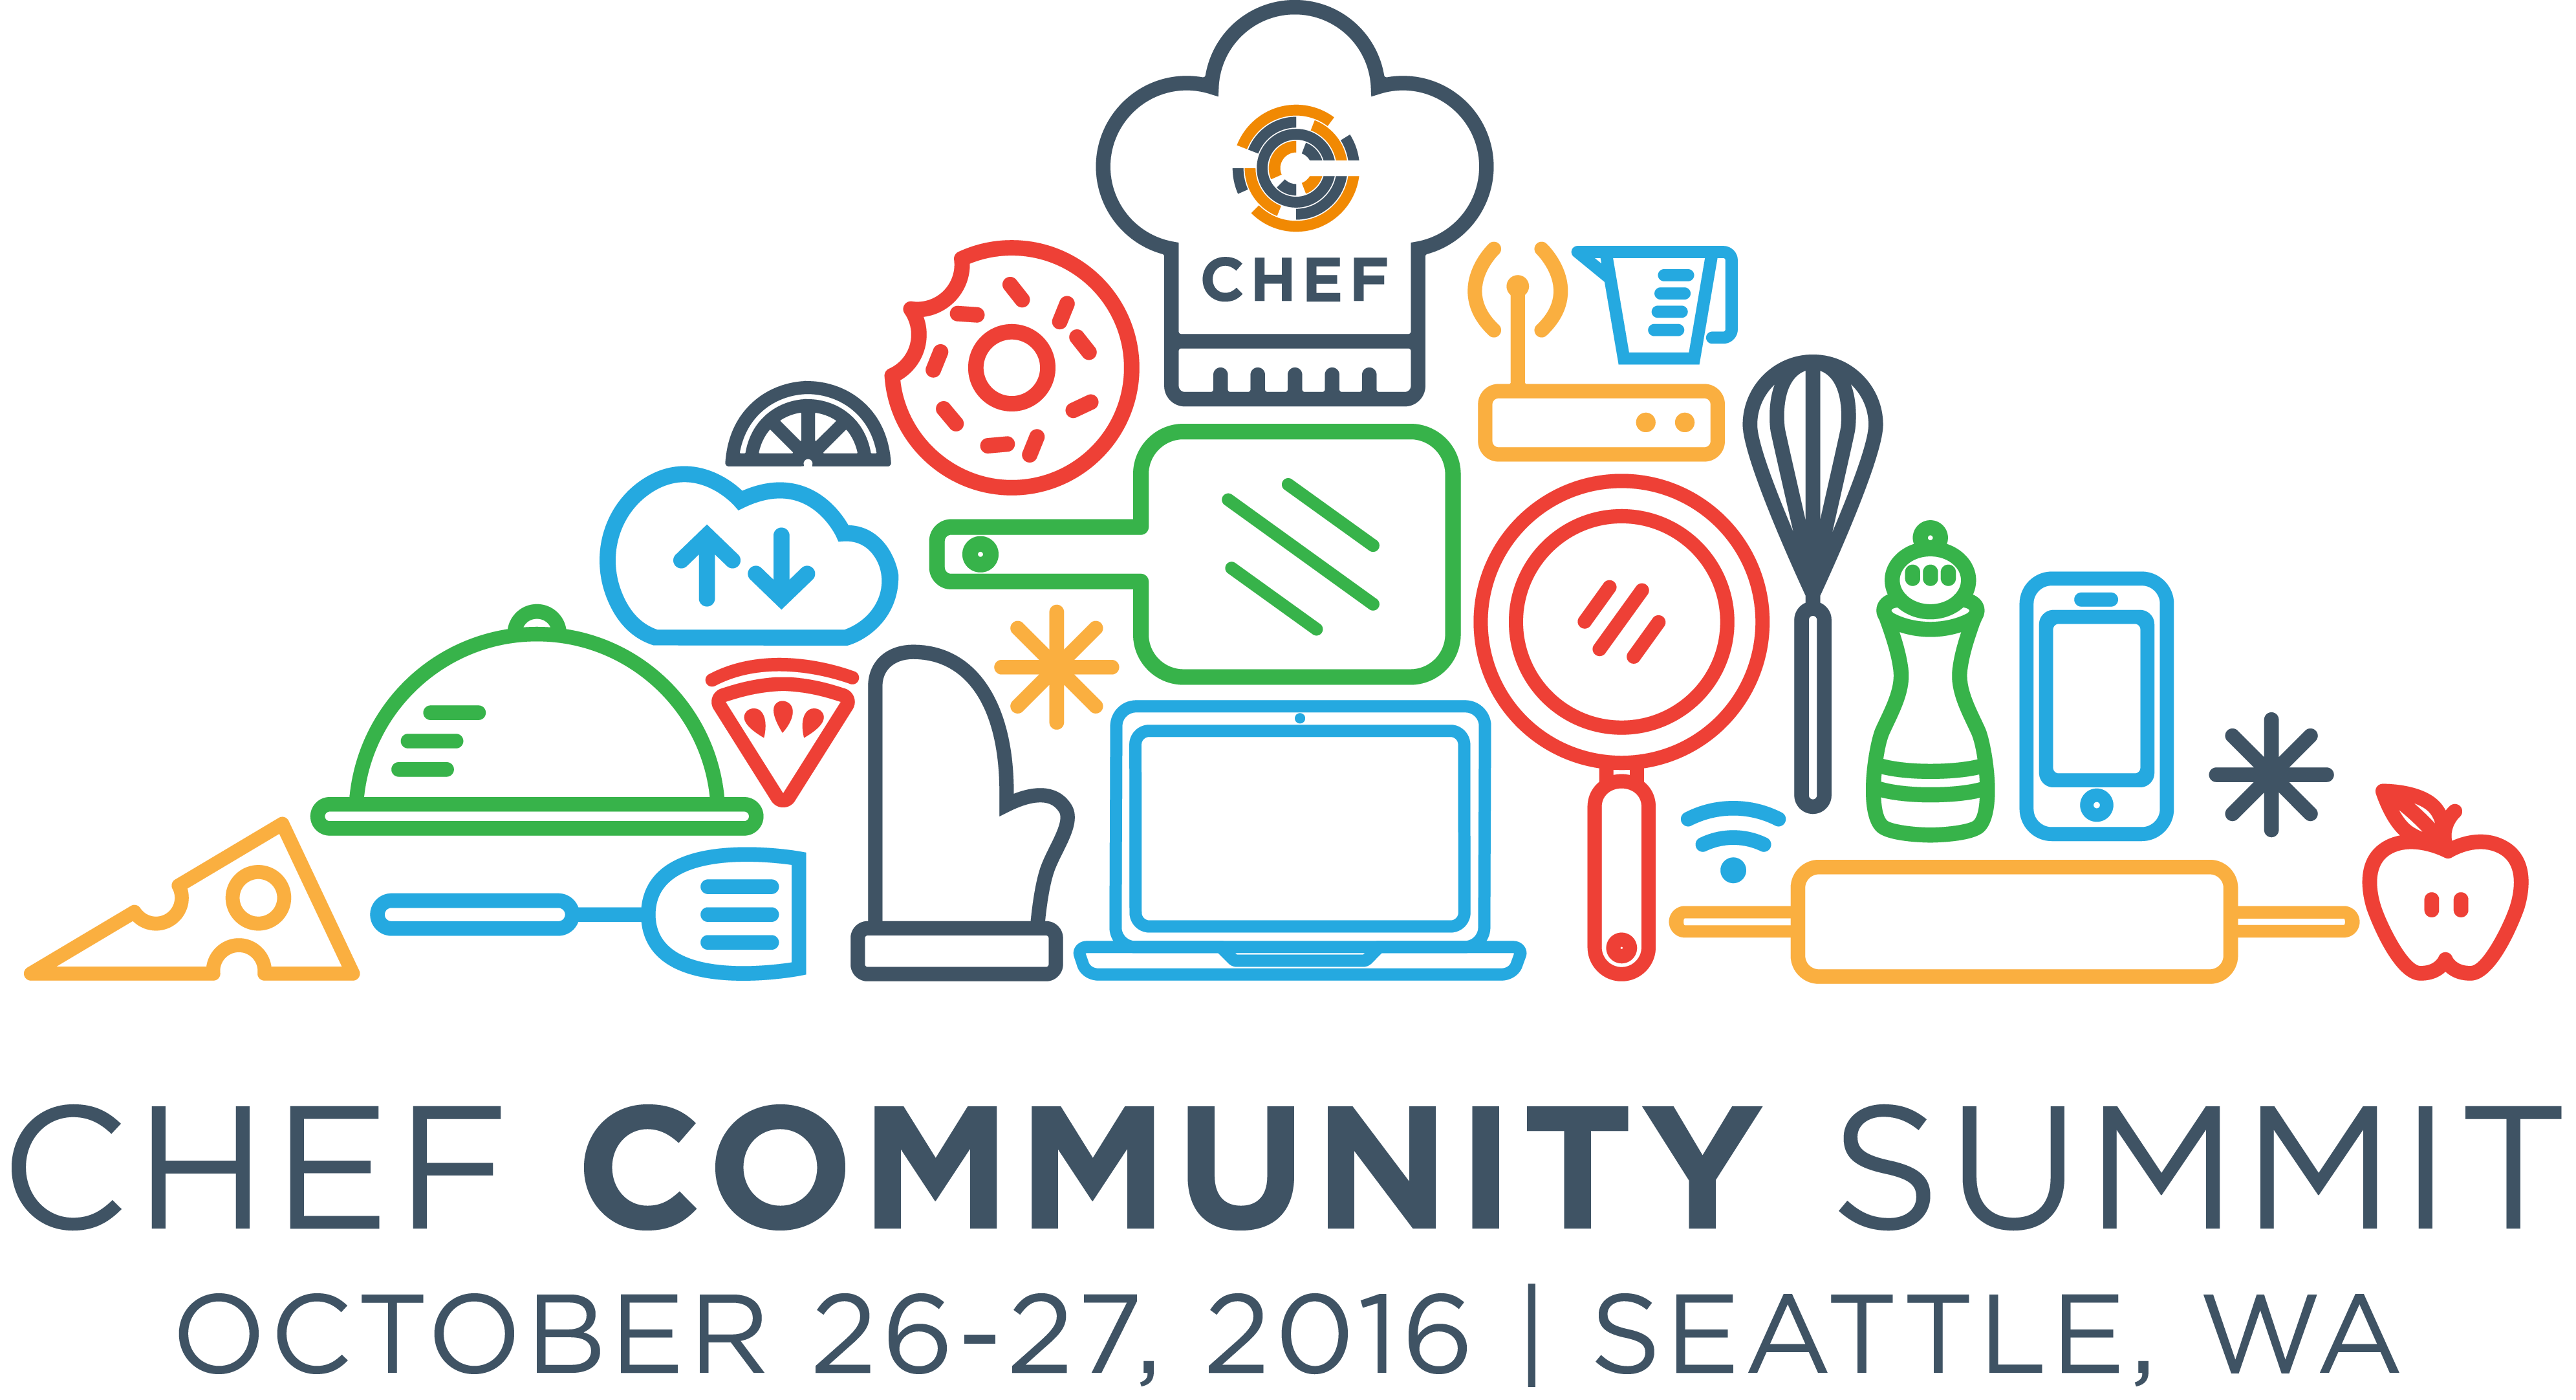 CHEF
CHEF COMMUNITY SUMMIT
OCTOBER 26-27, 2016 | SEATTLE, WA